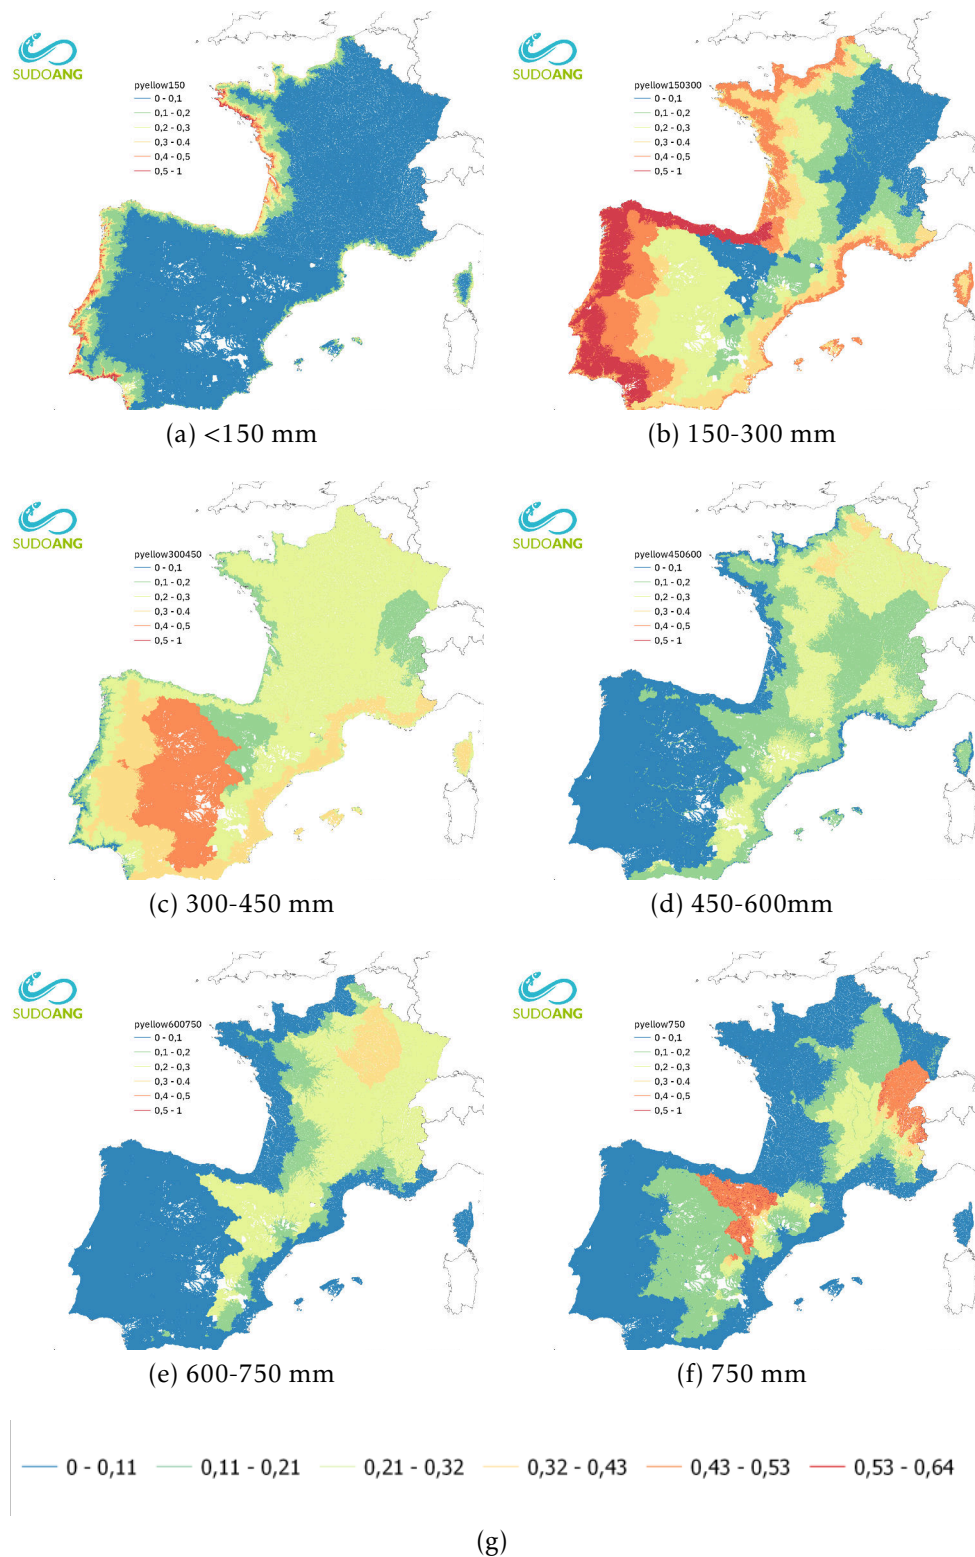 SUDOANG
pyellow150
0 - 0,1
0,1 - 0,2
0,2 - 0,3
0,3 - 0,4
0,4 - 0,5
0,5 - 1
(a) <150 mm
SUDOANG
pyellow150300
0 - 0,1
0,1 - 0,2
0,2 - 0,3
0,3 - 0,4
0,4 - 0,5
0,5 - 1
(b) 150-300 mm
SUDOANG
pyellow300450
0 - 0,1
0,1 - 0,2
0,2 - 0,3
0,3 - 0.4
0,4 - 0,5
0,5 - 1
(c) 300-450 mm
SUDOANG
pyellow450600
0 - 0,1
0,1 - 0,2
0,2 - 0,3
0,3 - 0.4
0,4 - 0,5
0,5 - 1
(d) 450-600mm
SUDOANG
pyellow600750
0 - 0,1
0,1 - 0,2
0,2 - 0,3
0,3 - 0.4
0,4 - 0,5
0,5 - 1
(e) 600-750 mm
SUDOANG
pyellow750
0 - 0,1
0,1 - 0,2
0,2 - 0,3
0,3 - 0.4
0,4 - 0,5
0,5 - 1
(f) 750 mm
0 - 0,11 0,11 - 0,21 0,21 - 0,32 0,32 - 0,43 0,43 - 0,53 0,53 - 0,64
(g)